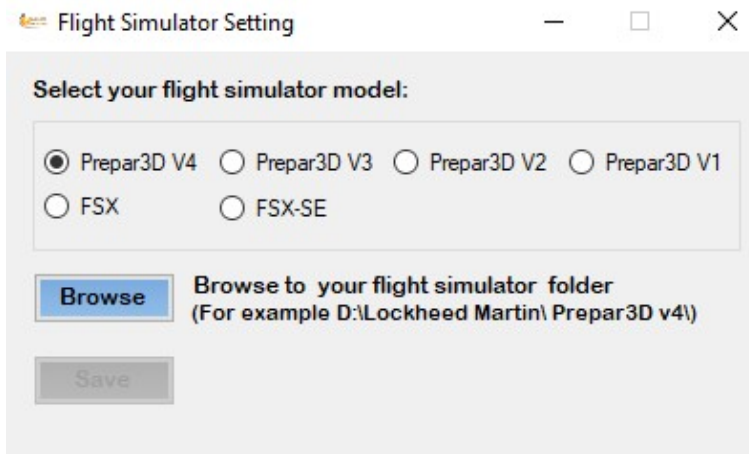 Flight Simulator Setting
Select your flight simulator model:
Prepar3D V4 Prepar3D V3 Prepar3D V2 Prepar3D V1
FSX FSX-SE
Browse Browse to your flight simulator folder
(For example D:\Lockheed Martin\ Prepar3D v4\)
Save